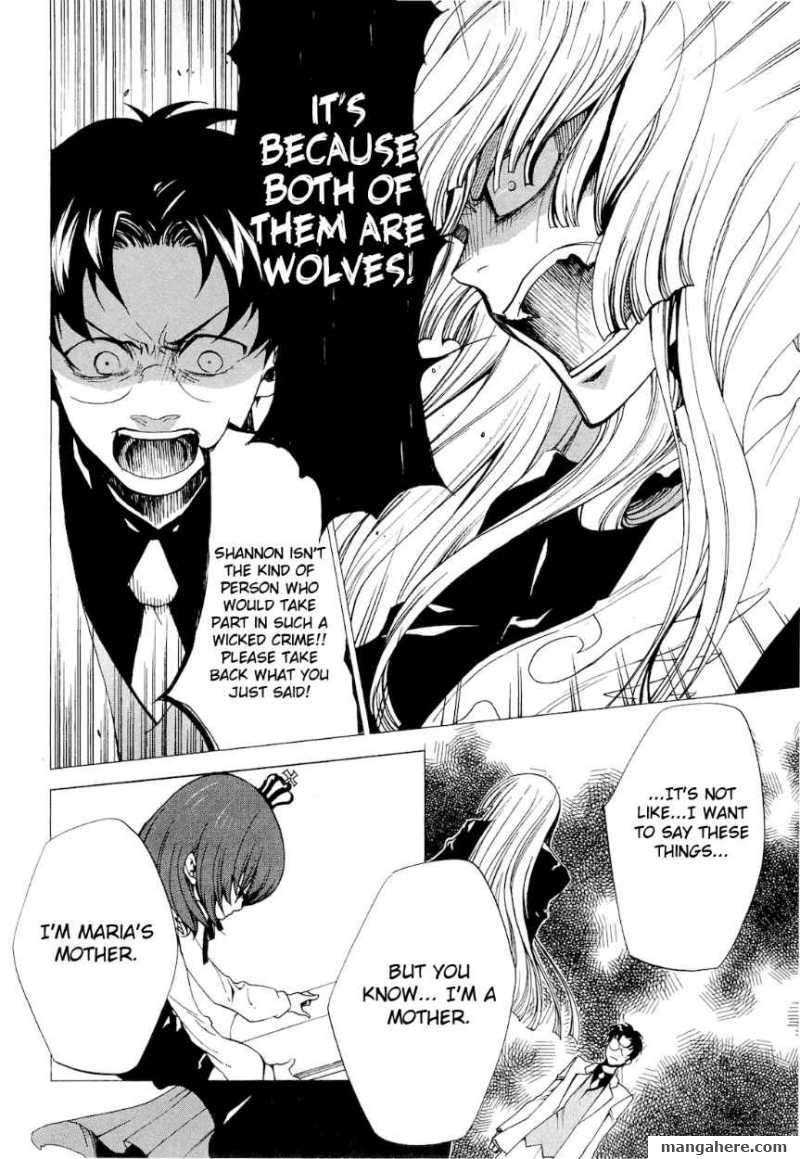 IT'S
BECAUSE
BOTH OF
THEM ARE
WOLVES!
SHANNON ISN'T
THE KIND OF
PERSON WHO
WOULD TAKE
PART IN SUCH A
WICKED CRIME!!
PLEASE TAKE
BACK WHAT YOU
JUST SAID!
...IT'S NOT
LIKE...I WANT
TO SAY THESE
THINGS...
BUT YOU
KNOW... I'M A
MOTHER.
I'M MARIA'S
MOTHER.
mangahere.com